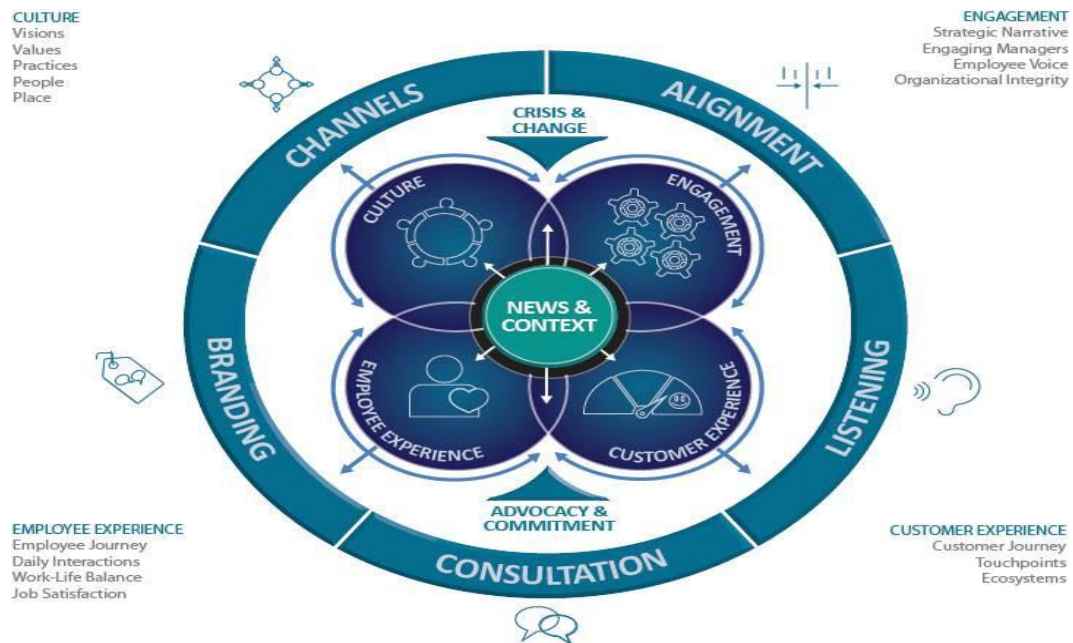 CULTURE
Visions
Values
Practices
People
Place
ENGAGEMENT
Strategic Narrative
Engaging Managers
Employee Voice
Organizational Integrity
CHANNELS
ALIGNMENT
CRISIS &
CHANGE
CULTURE
ENGAGEMENT
NEWS &
CONTEXT
BRANDING
LISTENING
EMPLOYEE EXPERIENCE
CUSTOMER EXPERIENCE
ADVOCACY &
COMMITMENT
CONSULTATION
EMPLOYEE EXPERIENCE
Employee Journey
Daily Interactions
Work-Life Balance
Job Satisfaction
CUSTOMER EXPERIENCE
Customer Journey
Touchpoints
Ecosystems